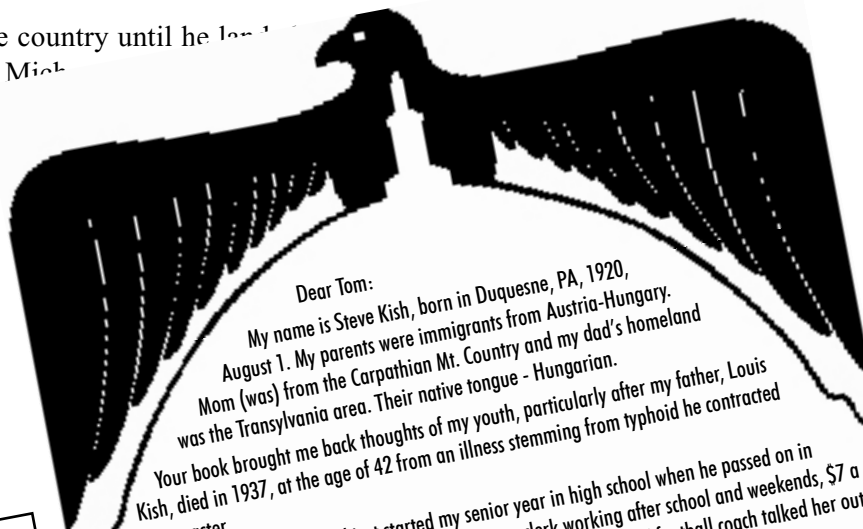 e country until he
Dear Tom:
My name is Steve Kish, born in Duquesne, PA, 1920,
August 1. My parents were immigrants from Austria-Hungary.
Mom (was) from the Carpathian Mt. Country and my dad's homeland
was the Transylvania area. Their native tongue - Hungarian.
Your book brought me back thoughts of my youth, particularly after my father, Louis
Kish, died in 1937, at the age of 42 from an illness stemming from typhoid he contracted
started my senior year in high school when he passed on in
working after school and weekends, $7 a
football coach talked her out